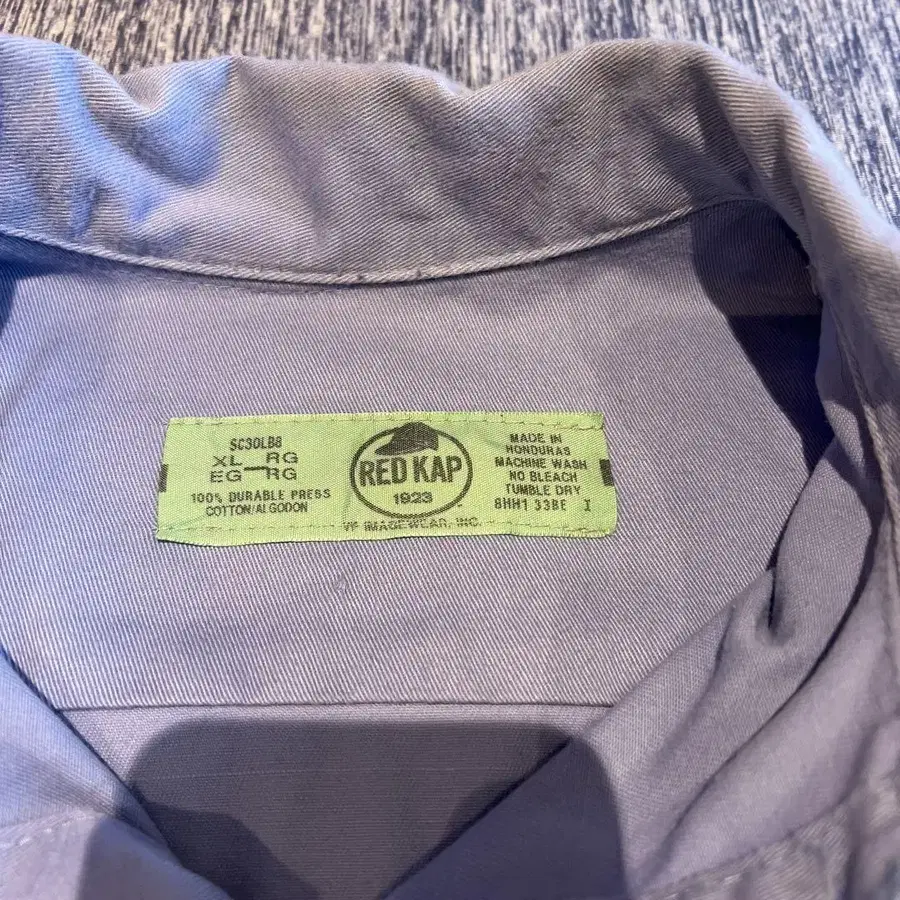 SC30LB8
XL RG
EG RG
100% DURABLE PRESS
COTTON/ALGODON
RED KAP
1923
VF IMAGEWEAR, INC.
MADE IN
HONDURAS
MACHINE WASH
NO BLEACH
TUMBLE DRY
8HH1 33BE I